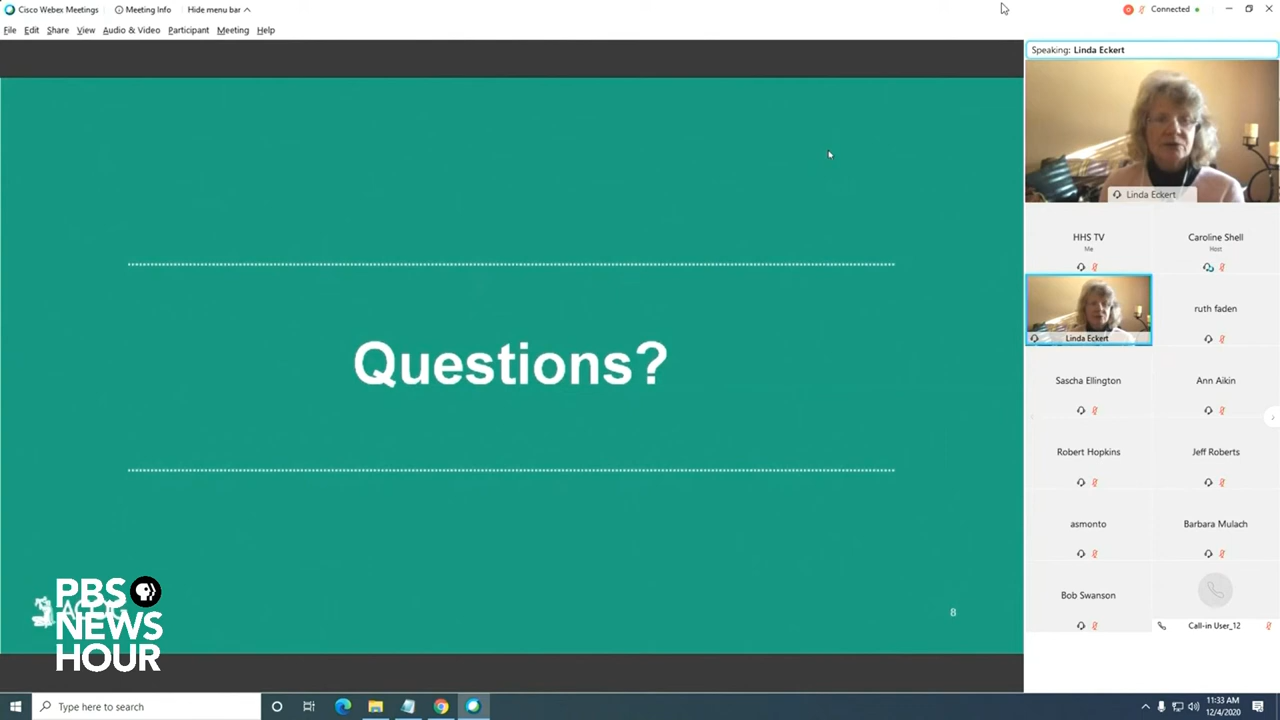 Cisco Webex Meetings
Meeting Info
Hide menu bar
Connected
File Edit Share View Audio & Video Participant Meeting Help
Speaking: Linda Eckert
Linda Eckert
HHS TV
Me
Caroline Shell
Host
Linda Eckert
ruth faden
Sascha Ellington
Ann Aikin
Robert Hopkins
Jeff Roberts
asmonto
Barbara Mulach
Bob Swanson
Call-in User_12
Questions?
8
PBS
NEWS
HOUR
Type here to search
11:33 AM
12/4/2020